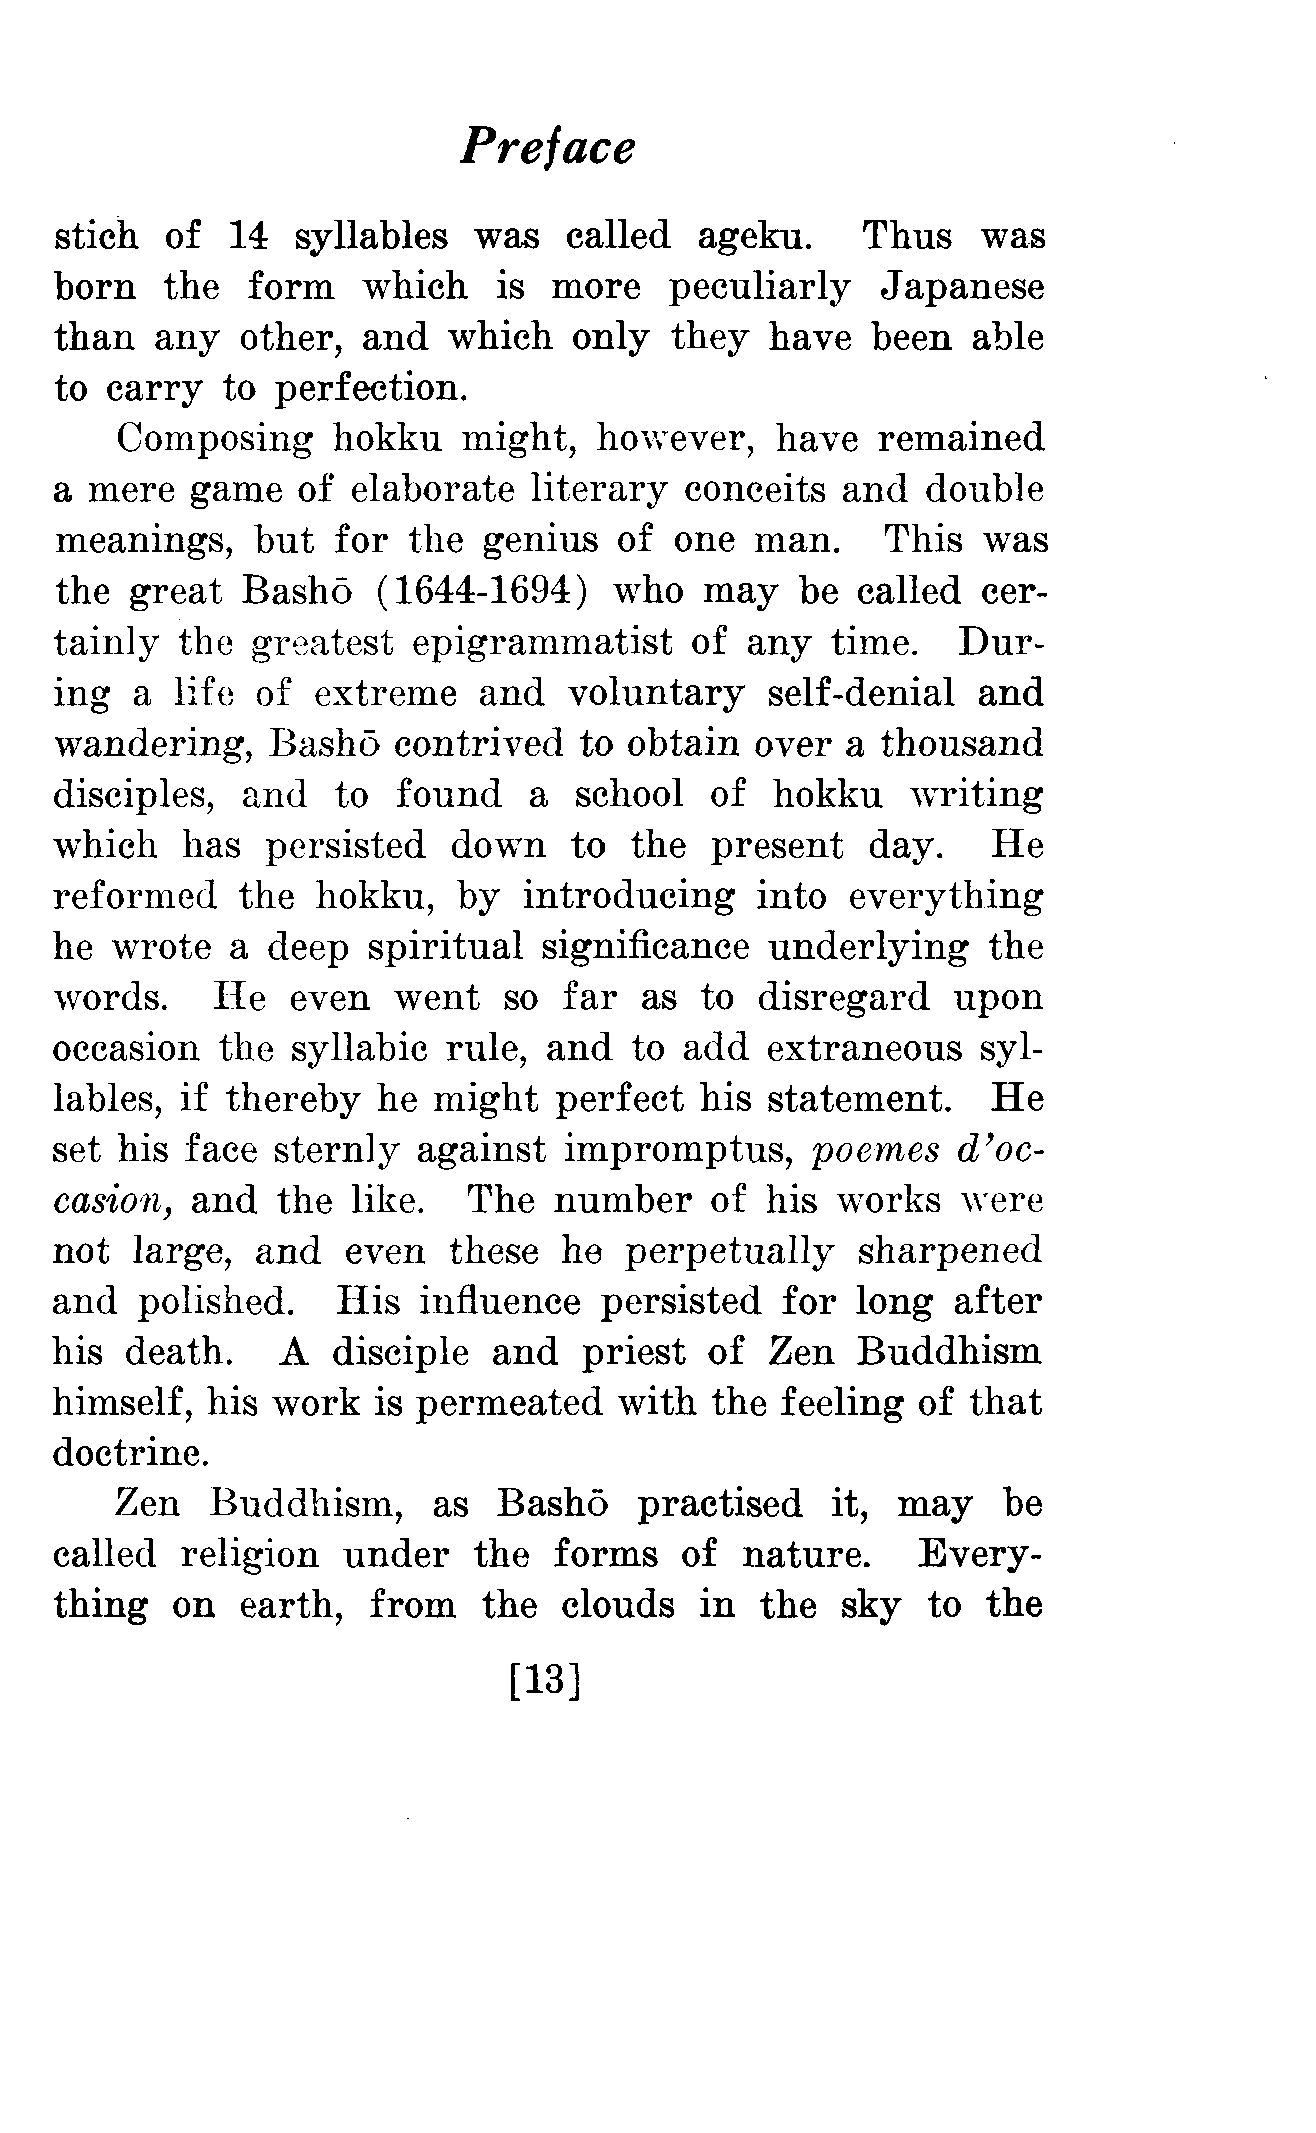 Preface
stich of 14 syllables was called ageku. Thus was
born the form which is more peculiarly Japanese
than any other, and which only they have been able
to carry to perfection.
Composing hokku might, however, have remained
a mere game of elaborate literary conceits and double
meanings, but for the genius of one man. This was
the great Bashō (1644-1694) who may be called cer-
tainly the greatest epigrammatist of any time. Dur-
ing a life of extreme and voluntary self-denial and
wandering, Bashō contrived to obtain over a thousand
disciples, and to found a school of hokku writing
which has persisted down to the present day. He
reformed the hokku, by introducing into everything
he wrote a deep spiritual significance underlying the
words. He even went so far as to disregard upon
occasion the syllabic rule, and to add extraneous syl-
lables, if thereby he might perfect his statement. He
set his face sternly against impromptus, poemes d'oc-
casion, and the like. The number of his works were
not large, and even these he perpetually sharpened
and polished. His influence persisted for long after
his death. A disciple and priest of Zen Buddhism
himself, his work is permeated with the feeling of that
doctrine.
Zen Buddhism, as Bashō practised it, may be
called religion under the forms of nature. Every-
thing on earth, from the clouds in the sky to the
[13]